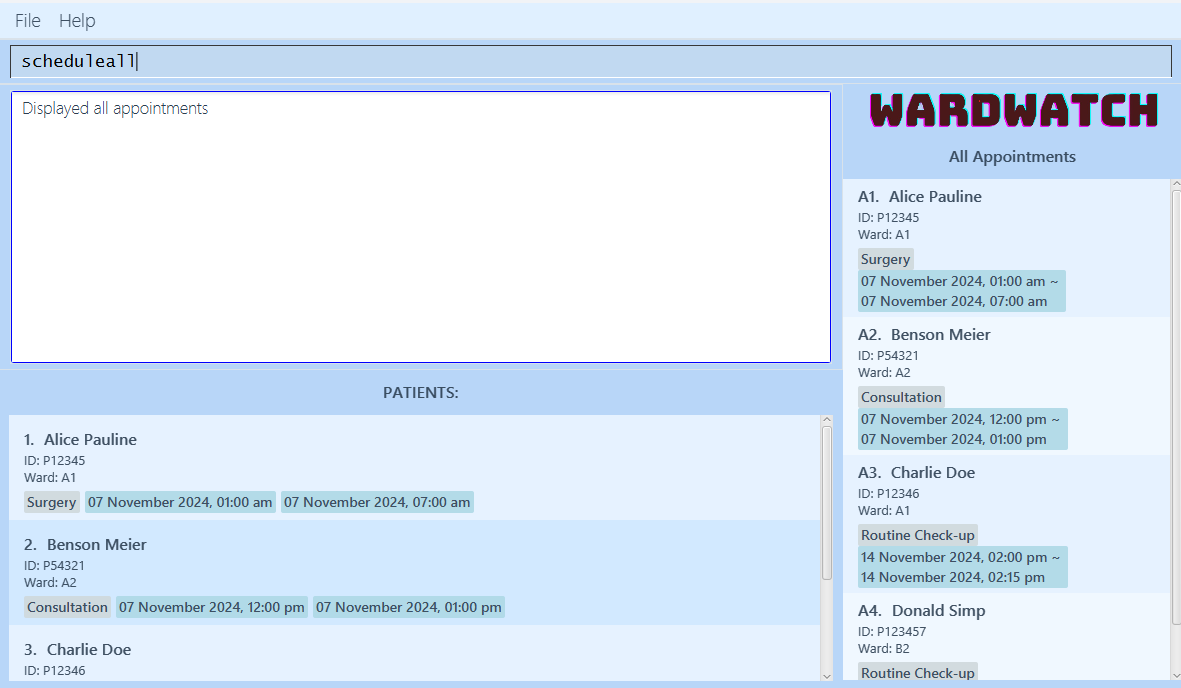 File Help
scheduleall
Displayed all appointments
PATIENTS:
1. Alice Pauline
ID: P12345
Ward: A1
Surgery 07 November 2024, 01:00 am 07 November 2024, 07:00 am
2. Benson Meier
ID: P54321
Ward: A2
Consultation 07 November 2024, 12:00 pm 07 November 2024, 01:00 pm
3. Charlie Doe
ID: P12346
WARDWATCH
All Appointments
A1. Alice Pauline
ID: P12345
Ward: A1
Surgery
07 November 2024, 01:00 am ~
07 November 2024, 07:00 am
A2. Benson Meier
ID: P54321
Ward: A2
Consultation
07 November 2024, 12:00 pm ~
07 November 2024, 01:00 pm
A3. Charlie Doe
ID: P12346
Ward: A1
Routine Check-up
14 November 2024, 02:00 pm ~
14 November 2024, 02:15 pm
A4. Donald Simp
ID: P123457
Ward: B2
Routine Check-up